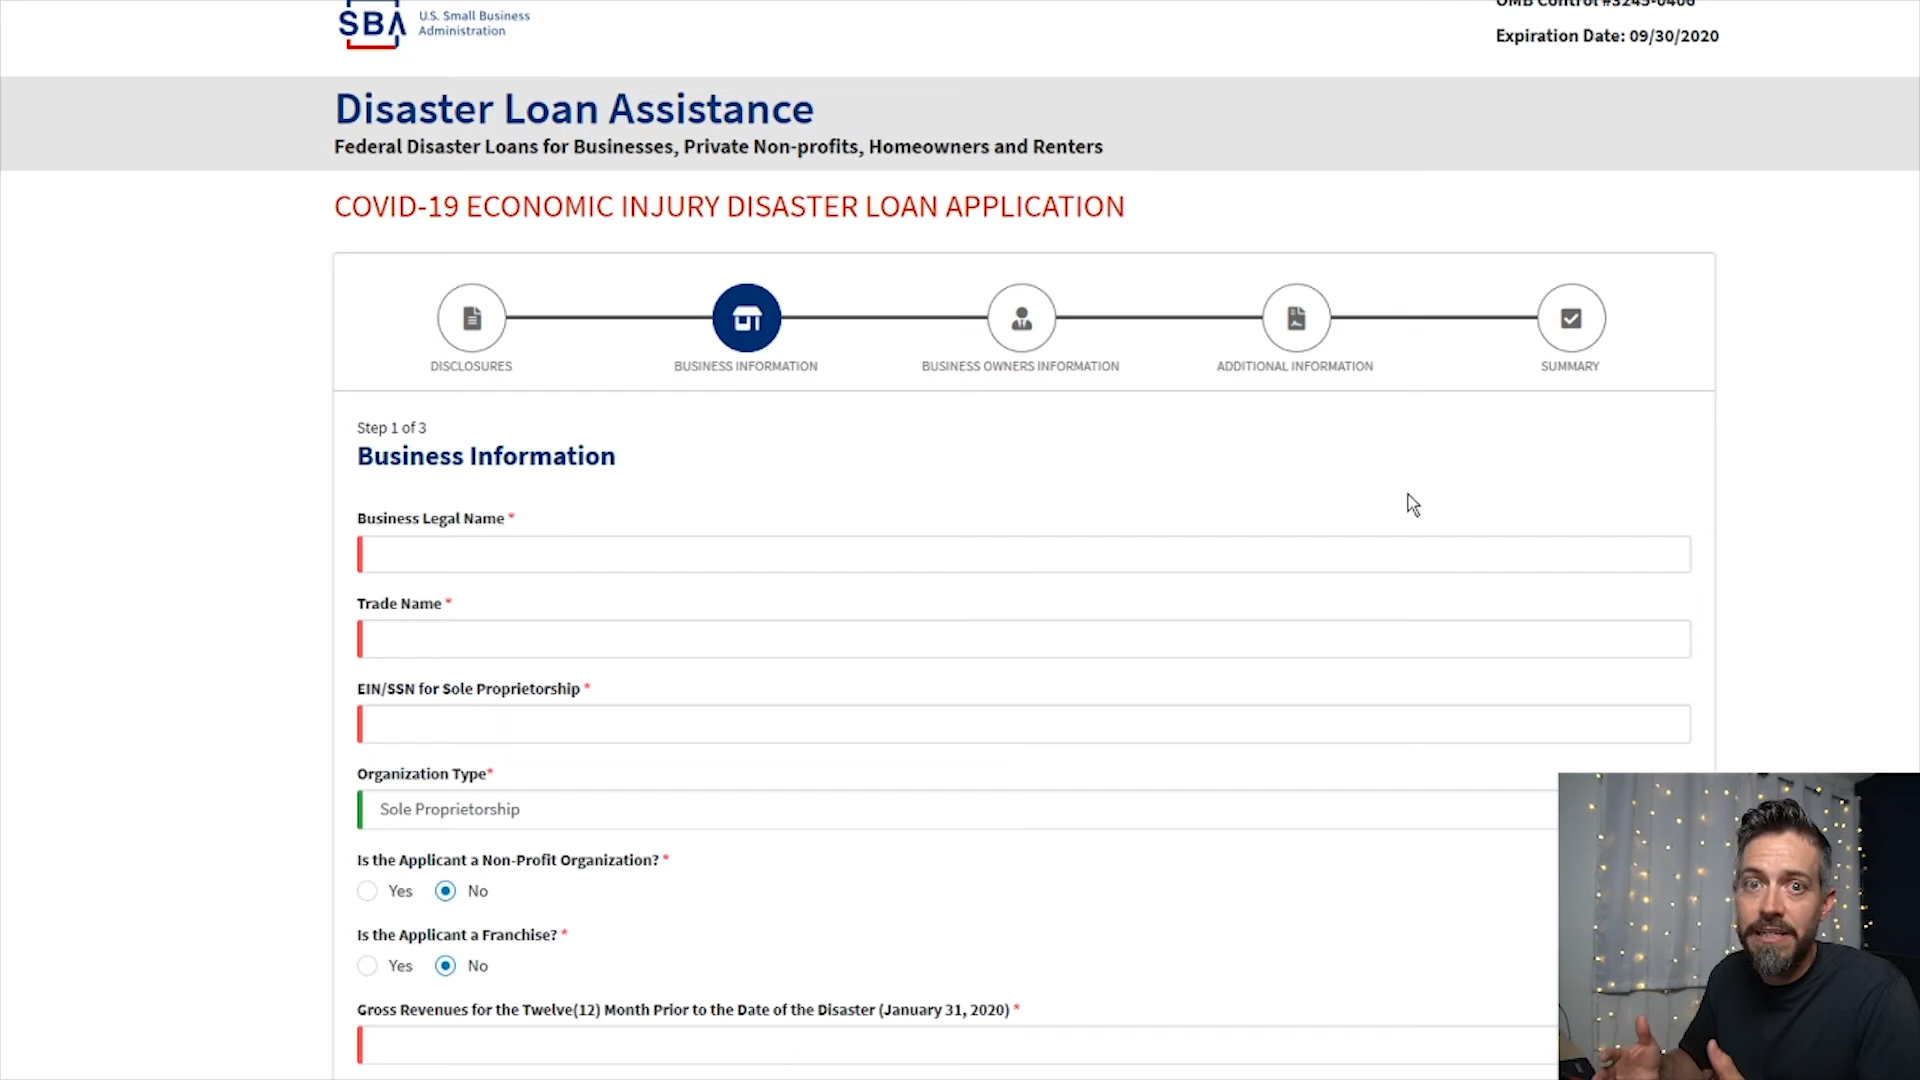 SBA
U.S. Small Business
Administration
OMB Control #3245-0406
Expiration Date: 09/30/2020
Disaster Loan Assistance
Federal Disaster Loans for Businesses, Private Non-profits, Homeowners and Renters
COVID-19 ECONOMIC INJURY DISASTER LOAN APPLICATION
DISCLOSURES
BUSINESS INFORMATION
BUSINESS OWNERS INFORMATION
ADDITIONAL INFORMATION
SUMMARY
Step 1 of 3
Business Information
Business Legal Name *
Trade Name *
EIN/SSN for Sole Proprietorship *
Organization Type*
Sole Proprietorship
Is the Applicant a Non-Profit Organization? *
Yes No
Is the Applicant a Franchise? *
Yes No
Gross Revenues for the Twelve(12) Month Prior to the Date of the Disaster (January 31, 2020) *